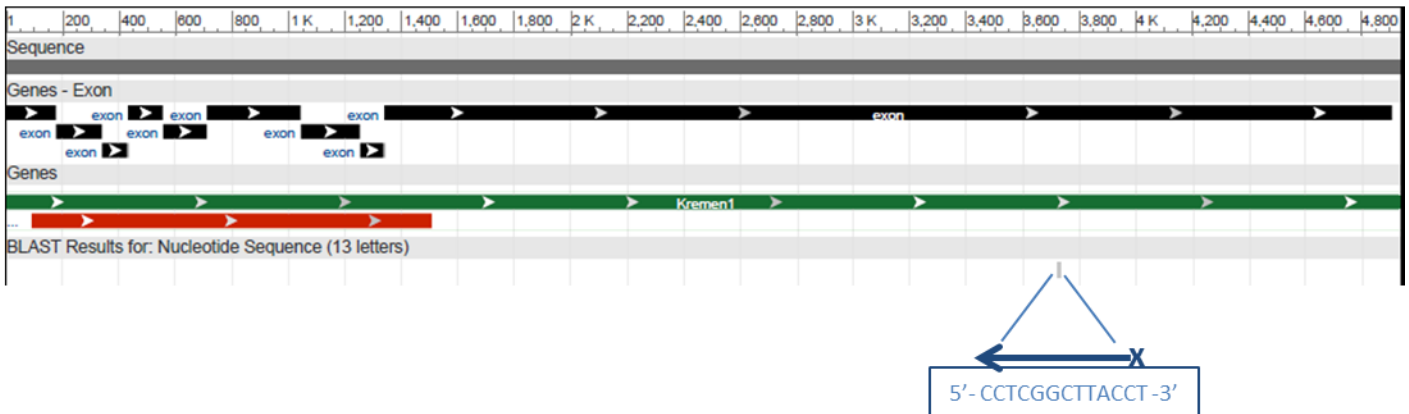 1 200 400 600 800 1 K 1,200 1,400 1,600 1,800 2 K 2,200 2,400 2,600 2,800 3 K 3,200 3,400 3,600 3,800 4 K 4,200 4,400 4,600 4,800
Sequence
Genes - Exon
exon exon exon exon
exon exon exon
exon exon
Genes
Kremen1
...
BLAST Results for: Nucleotide Sequence (13 letters)
X
5'- CCTCGGCTTACCT -3'